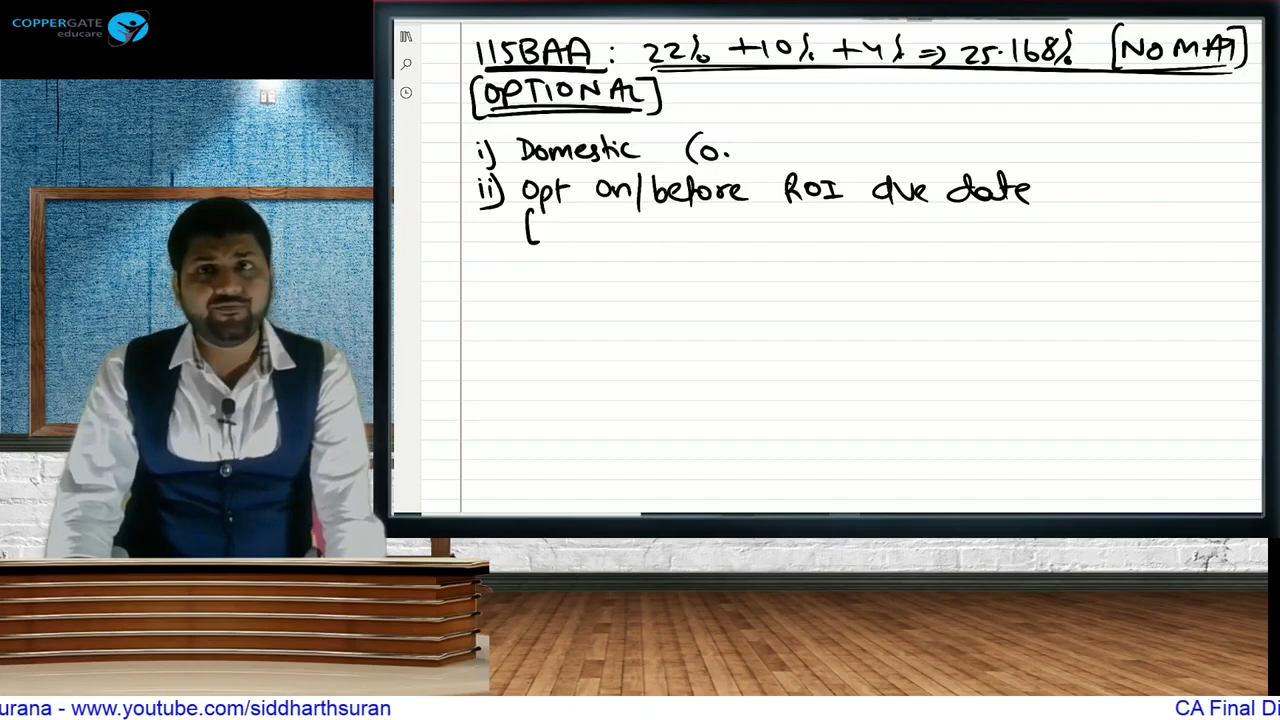 COPPERGATE
educare
115BAA : 22% +10% +4% ⇒ 25.168% [NO MAT]
[OPTIONAL]
i) Domestic Co.
ii) Opt on/before ROI due date
[
urana - www.youtube.com/siddharthsuran
CA Final Di